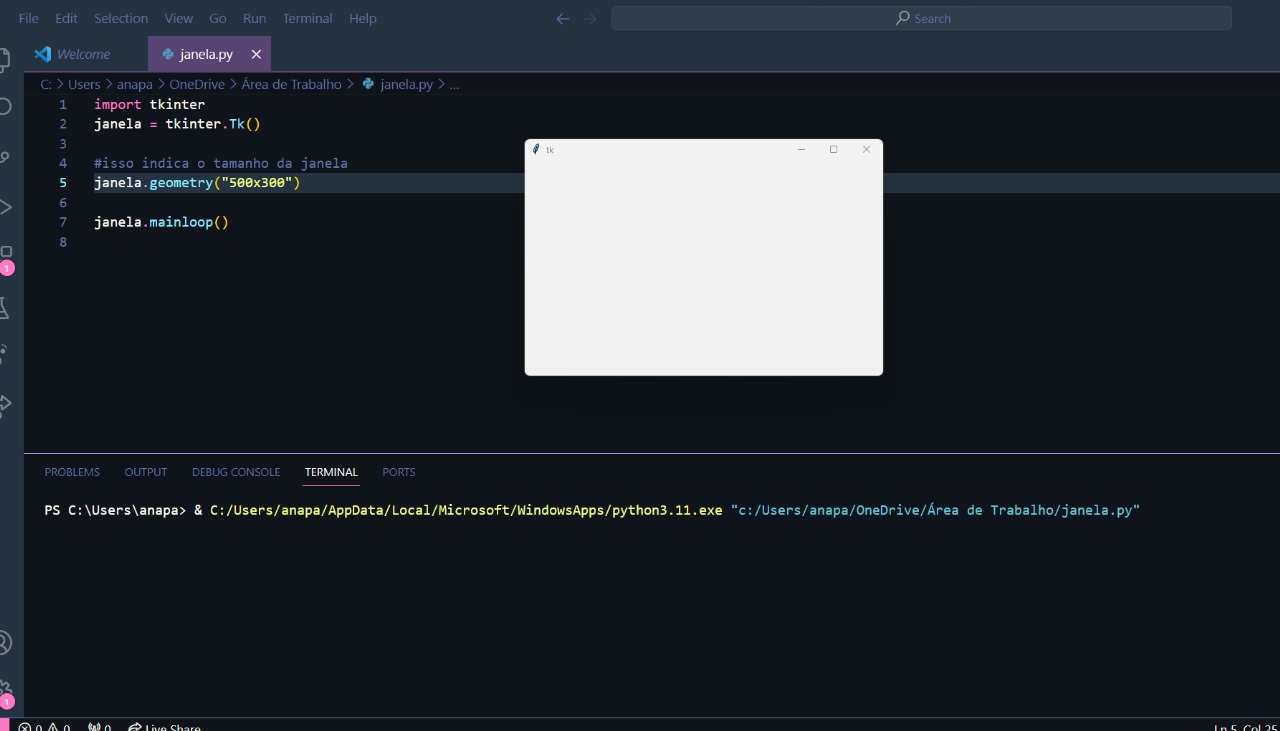 File Edit Selection View Go Run Terminal Help Search
Welcome janela.py
C: > Users > anapa > OneDrive > Área de Trabalho > janela.py > ...
1 import tkinter
2 janela = tkinter.Tk()
3
4 #isso indica o tamanho da janela
5 janela.geometry("500x300")
6
7 janela.mainloop()
8
tk
1
PROBLEMS OUTPUT DEBUG CONSOLE TERMINAL PORTS
PS C:\Users\anapa> & C:/Users/anapa/AppData/Local/Microsoft/WindowsApps/python3.11.exe "c:/Users/anapa/OneDrive/Área de Trabalho/janela.py"
1
0 0 0 Live Share Ln 5, Col 25